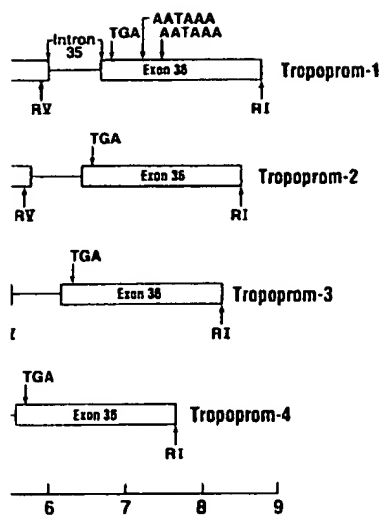 AATAAA
Intron TGA AATAAA
35
Exon 36 Tropoprom-1
RV RI
TGA
Exon 36 Tropoprom-2
RV RI
TGA
Exon 36 Tropoprom-3
RI
TGA
Exon 36 Tropoprom-4
RI
6 7 8 9